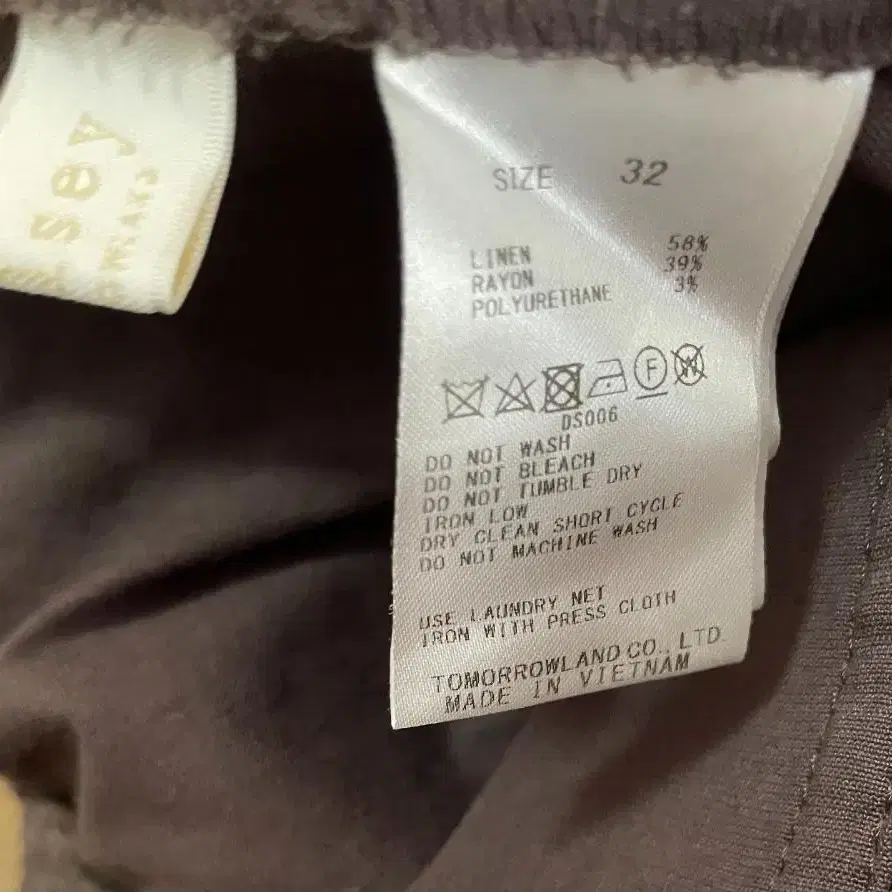 sey
SIZE 32
LINEN 58%
RAYON 39%
POLYURETHANE 3%
F W
DS006
DO NOT WASH
DO NOT BLEACH
DO NOT TUMBLE DRY
IRON LOW
DRY CLEAN SHORT CYCLE
DO NOT MACHINE WASH
USE LAUNDRY NET
IRON WITH PRESS CLOTH
TOMORROWLAND CO., LTD.
MADE IN VIETNAM